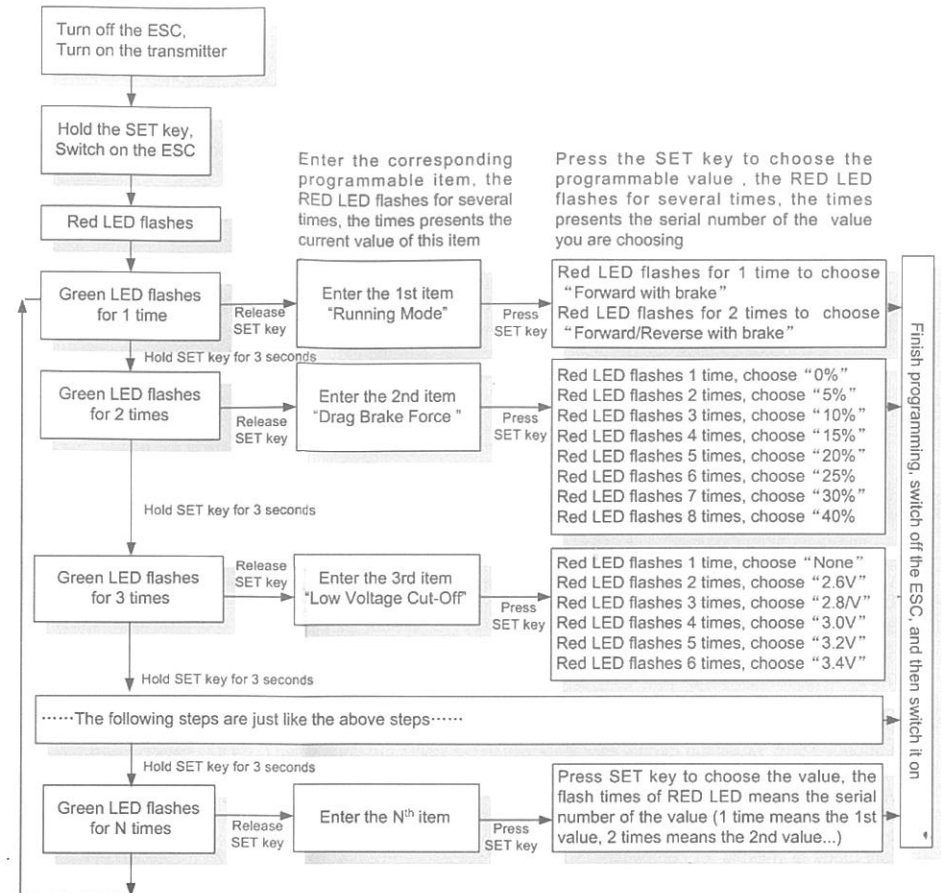 Turn off the ESC,
Turn on the transmitter
Hold the SET key,
Switch on the ESC
Enter the corresponding
programmable item, the
RED LED flashes for several
times, the times presents the
current value of this item
Press the SET key to choose the
programmable value , the RED LED
flashes for several times, the times
presents the serial number of the value
you are choosing
Red LED flashes
Green LED flashes
for 1 time
Release
SET key
Enter the 1st item
"Running Mode"
Press
SET key
Red LED flashes for 1 time to choose
"Forward with brake"
Red LED flashes for 2 times to choose
"Forward/Reverse with brake"
Hold SET key for 3 seconds
Green LED flashes
for 2 times
Release
SET key
Enter the 2nd item
"Drag Brake Force "
Press
SET key
Red LED flashes 1 time, choose "0%"
Red LED flashes 2 times, choose "5%"
Red LED flashes 3 times, choose "10%"
Red LED flashes 4 times, choose "15%"
Red LED flashes 5 times, choose "20%"
Red LED flashes 6 times, choose "25%
Red LED flashes 7 times, choose "30%"
Red LED flashes 8 times, choose "40%
Hold SET key for 3 seconds
Green LED flashes
for 3 times
Release
SET key
Enter the 3rd item
"Low Voltage Cut-Off"
Press
SET key
Red LED flashes 1 time, choose "None"
Red LED flashes 2 times, choose "2.6V"
Red LED flashes 3 times, choose "2.8/V"
Red LED flashes 4 times, choose "3.0V"
Red LED flashes 5 times, choose "3.2V"
Red LED flashes 6 times, choose "3.4V"
Hold SET key for 3 seconds
······The following steps are just like the above steps······
Hold SET key for 3 seconds
Green LED flashes
for N times
Release
SET key
Enter the Nth item
Press
SET key
Press SET key to choose the value, the
flash times of RED LED means the serial
number of the value (1 time means the 1st
value, 2 times means the 2nd value...)
Finish programming, switch off the ESC, and then switch it on